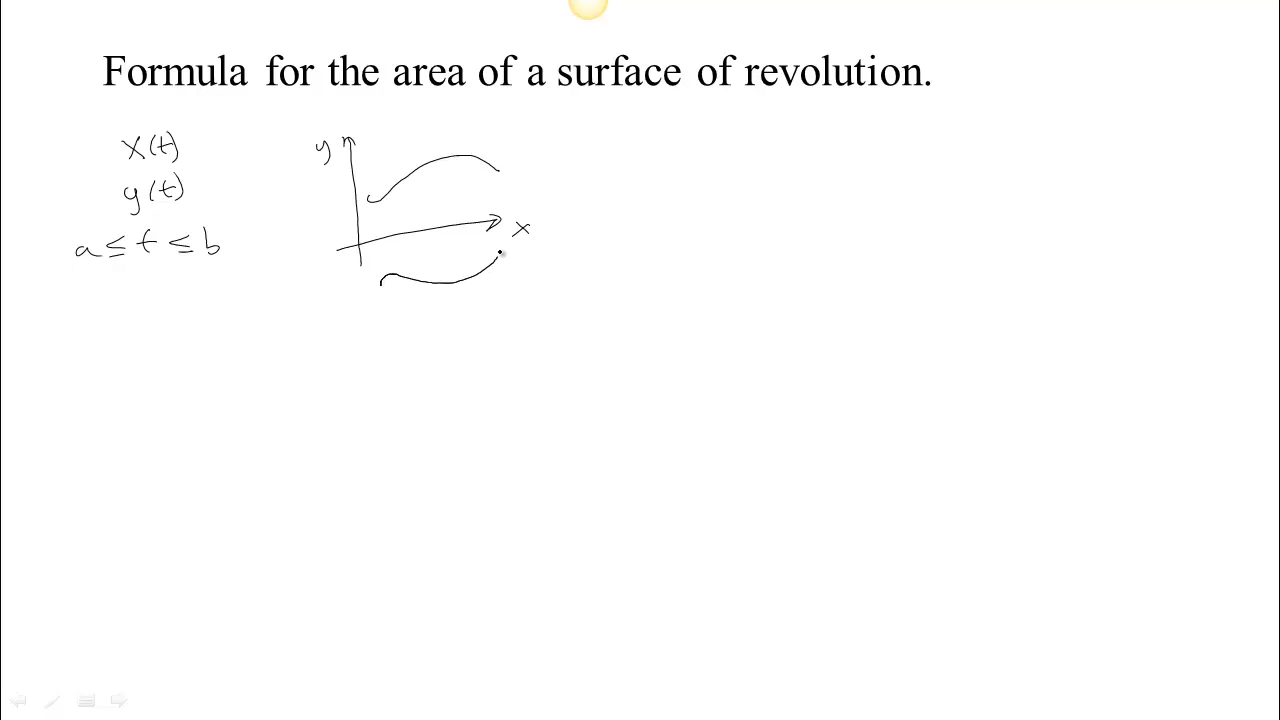 Formula for the area of a surface of revolution.
x(t)
y(t)
a ≤ t ≤ b
y
x